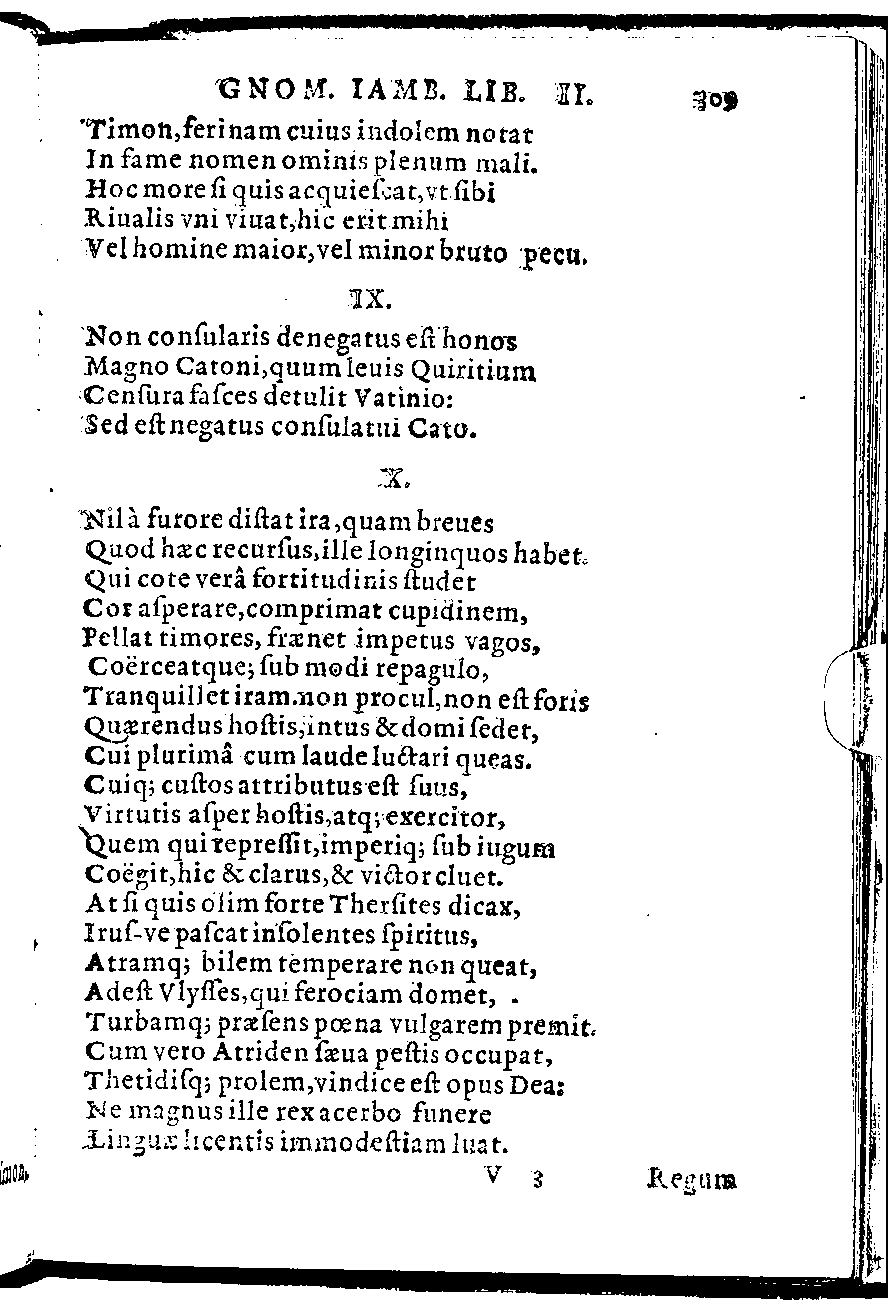 GNOM. IAMB. LIB. II. 309
Timon, ferinam cuius indolem notat
In fame nomen ominis plenum mali.
Hoc more ſi quis acquieſcat, vt ſibi
Riualis vni viuat, hic erit mihi
Vel homine maior, vel minor bruto pecu.
IX.
Non conſularis denegatus eſt honos
Magno Catoni, quum leuis Quiritium
Cenſura faſces detulit Vatinio:
Sed eſt negatus conſulatui Cato.
X.
Nil à furore diſtat ira, quam breues
Quod hæc recurſus, ille longinquos habet.
Qui cote verâ fortitudinis ſtudet
Cor aſperare, comprimat cupidinem,
Pellat timores, frænet impetus vagos,
Coërceatque; ſub modi repagulo,
Tranquillet iram. non procul, non eſt foris
Quærendus hoſtis, intus & domi ſedet,
Cui plurimâ cum laude luctari queas.
Cuiq; cuſtos attributus eſt ſuus,
Virtutis aſper hoſtis, atq; exercitor,
Quem qui repreſſit, imperiq; ſub iugum
Coëgit, hic & clarus, & victor cluet.
At ſi quis olim forte Therſites dicax,
Iruſ-ve paſcat inſolentes ſpiritus,
Atramq; bilem temperare non queat,
Adeſt Vlyſſes, qui ferociam domet,
Turbamq; præſens pœna vulgarem premit.
Cum vero Atriden ſæua peſtis occupat,
Thetidiſq; prolem, vindice eſt opus Dea:
Ne magnus ille rex acerbo funere
Linguæ licentis immodeſtiam luat.
V 3 Regum